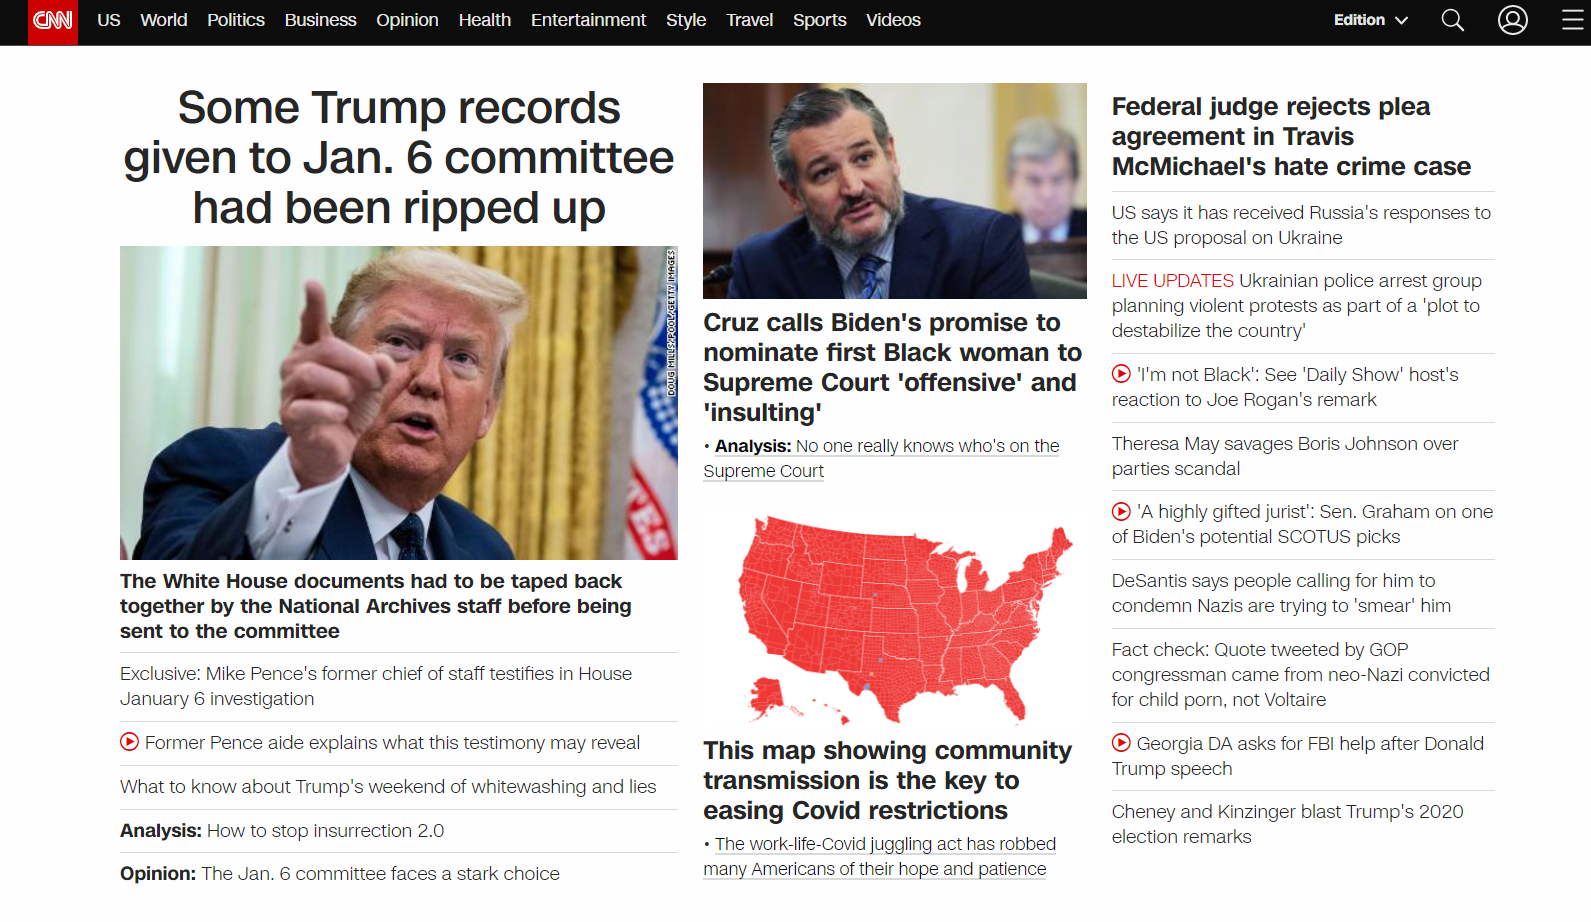 CNN US World Politics Business Opinion Health Entertainment Style Travel Sports Videos Edition
Some Trump records
given to Jan. 6 committee
had been ripped up
DOUG MILLS/POOL/GETTY IMAGES
TES
The White House documents had to be taped back
together by the National Archives staff before being
sent to the committee
Exclusive: Mike Pence's former chief of staff testifies in House
January 6 investigation
Former Pence aide explains what this testimony may reveal
What to know about Trump's weekend of whitewashing and lies
Analysis: How to stop insurrection 2.0
Opinion: The Jan. 6 committee faces a stark choice
Cruz calls Biden's promise to
nominate first Black woman to
Supreme Court 'offensive' and
'insulting'
• Analysis: No one really knows who's on the
Supreme Court
This map showing community
transmission is the key to
easing Covid restrictions
• The work-life-Covid juggling act has robbed
many Americans of their hope and patience
Federal judge rejects plea
agreement in Travis
McMichael's hate crime case
US says it has received Russia's responses to
the US proposal on Ukraine
LIVE UPDATES Ukrainian police arrest group
planning violent protests as part of a 'plot to
destabilize the country'
'I'm not Black': See 'Daily Show' host's
reaction to Joe Rogan's remark
Theresa May savages Boris Johnson over
parties scandal
'A highly gifted jurist': Sen. Graham on one
of Biden's potential SCOTUS picks
DeSantis says people calling for him to
condemn Nazis are trying to 'smear' him
Fact check: Quote tweeted by GOP
congressman came from neo-Nazi convicted
for child porn, not Voltaire
Georgia DA asks for FBI help after Donald
Trump speech
Cheney and Kinzinger blast Trump's 2020
election remarks